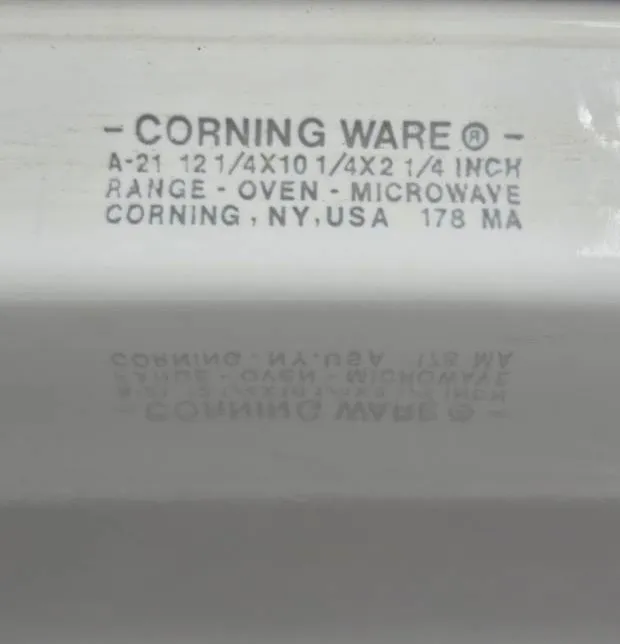 - CORNING WARE ® -
A-21 12 1/4X10 1/4X2 1/4 INCH
RANGE - OVEN - MICROWAVE
CORNING, NY, USA 178 MA